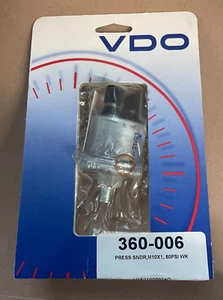 VDO
360-006
PRESS SNDR,M10X1, 80PSI WK